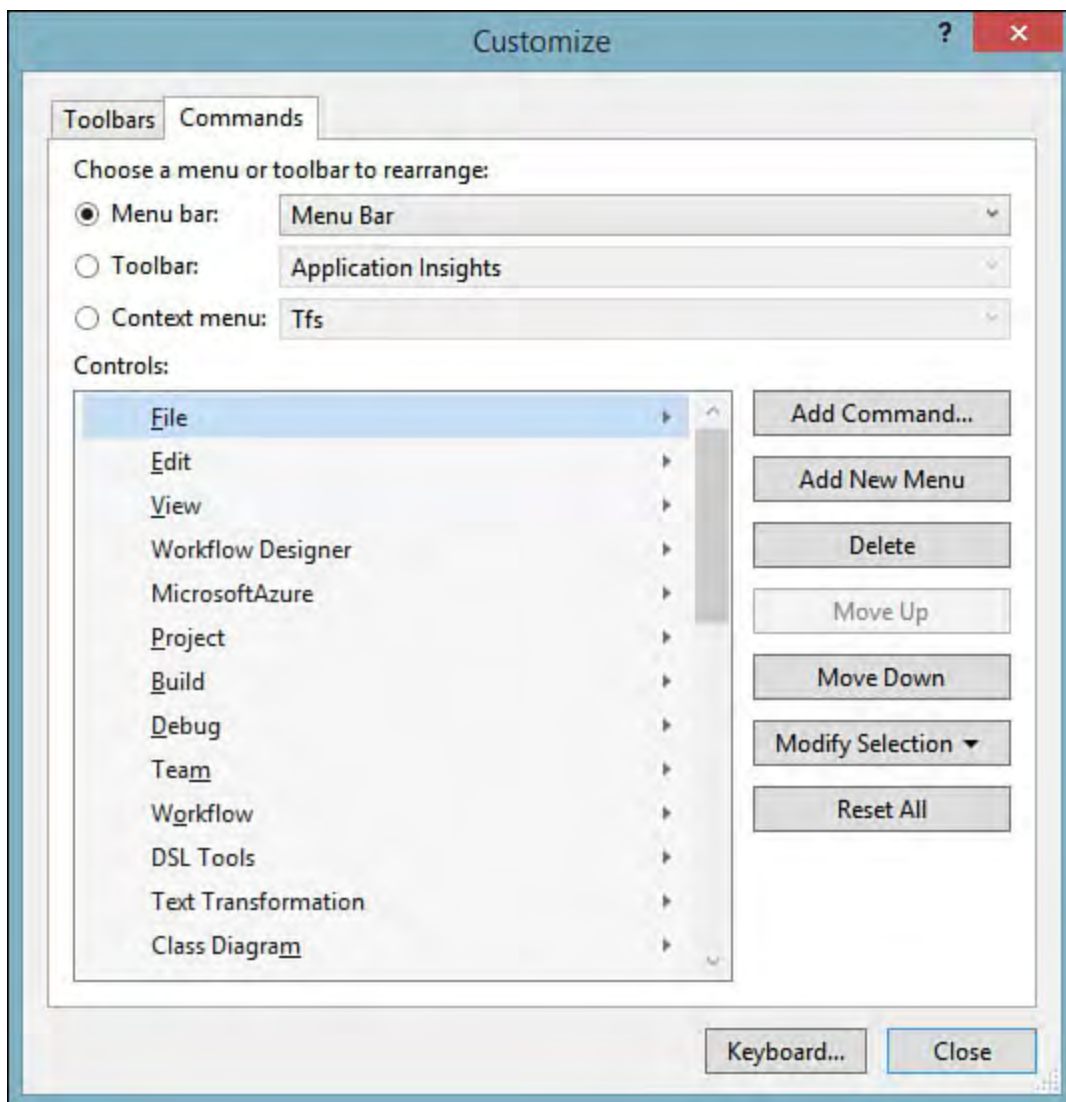 Customize
?
Toolbars Commands
Choose a menu or toolbar to rearrange:
Menu bar: Menu Bar
Toolbar: Application Insights
Context menu: Tfs
Controls:
File
Edit
View
Workflow Designer
MicrosoftAzure
Project
Build
Debug
Team
Workflow
DSL Tools
Text Transformation
Class Diagram
Add Command...
Add New Menu
Delete
Move Up
Move Down
Modify Selection
Reset All
Keyboard... Close